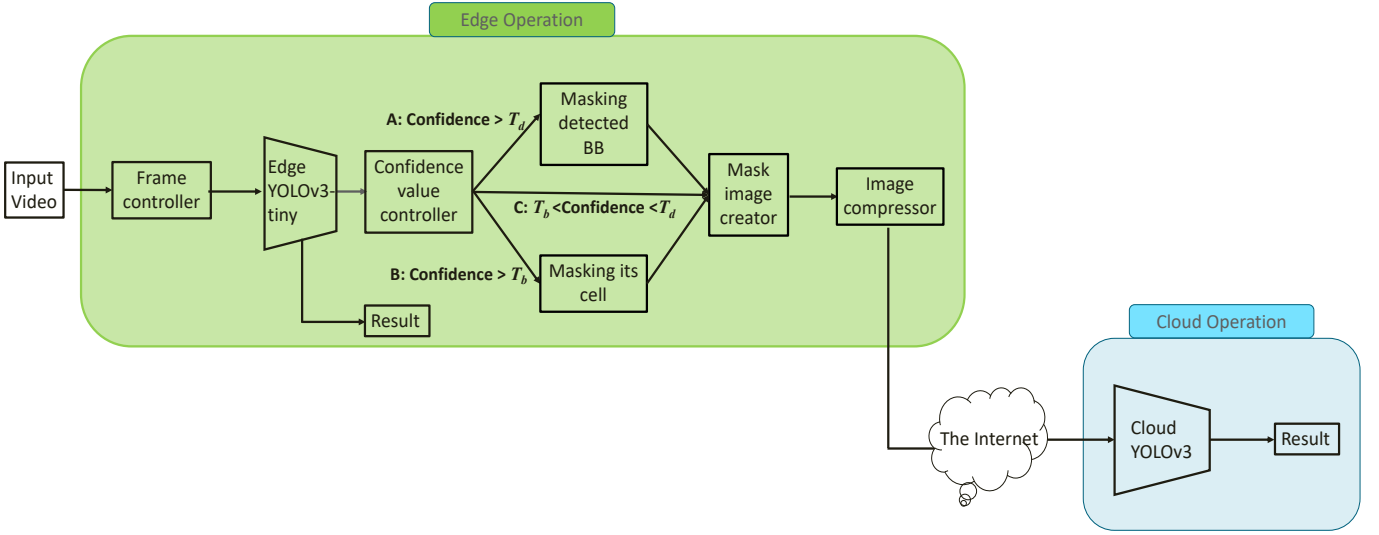 Edge Operation
Input
Video
Frame
controller
Edge
YOLOv3-
tiny
Result
Confidence
value
controller
A: Confidence > T_d
Masking
detected
BB
C: T_b <Confidence <T_d
B: Confidence > T_b
Masking its
cell
Mask
image
creator
Image
compressor
The Internet
Cloud Operation
Cloud
YOLOv3
Result